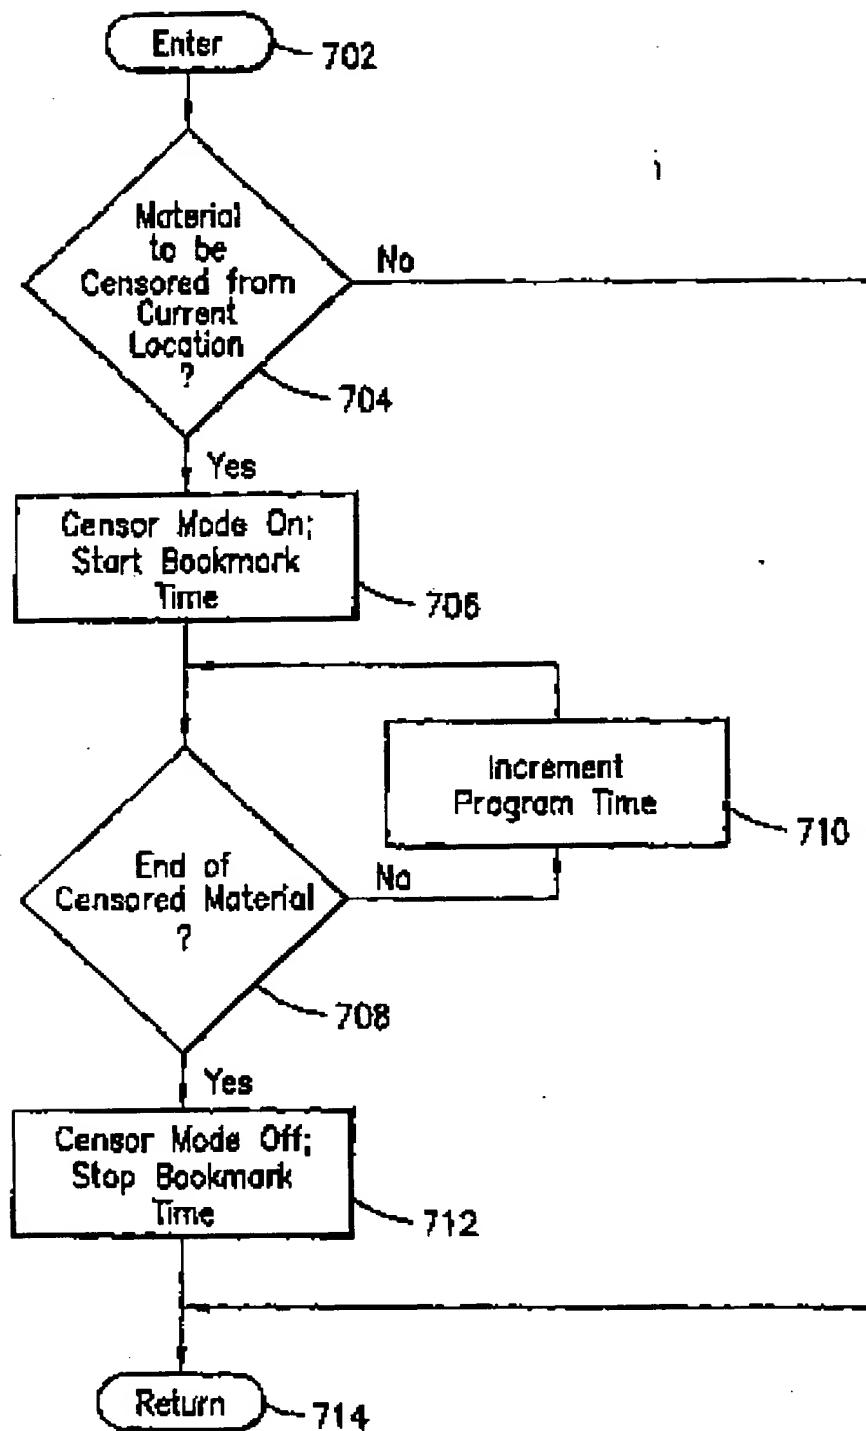 Enter
702
Material
to be
Censored from
Current
Location
?
No
704
Yes
Censor Mode On;
Start Bookmark
Time
706
Increment
Program Time
710
End of
Censored Material
?
No
708
Yes
Censor Mode Off;
Stop Bookmark
Time
712
Return
714